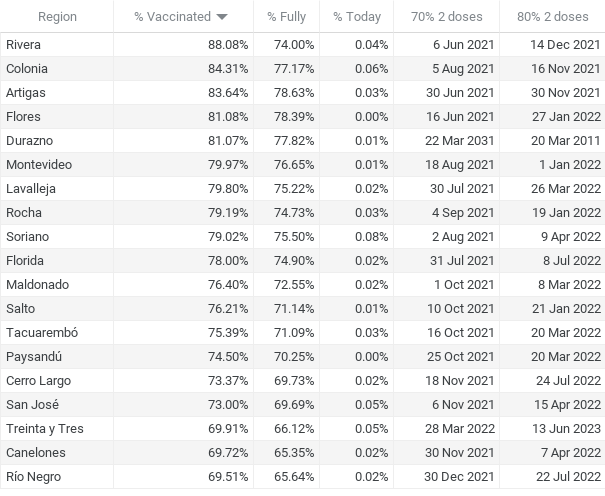 Region % Vaccinated % Fully % Today 70% 2 doses 80% 2 doses
Rivera 88.08% 74.00% 0.04% 6 Jun 2021 14 Dec 2021
Colonia 84.31% 77.17% 0.06% 5 Aug 2021 16 Nov 2021
Artigas 83.64% 78.63% 0.03% 30 Jun 2021 30 Nov 2021
Flores 81.08% 78.39% 0.00% 16 Jun 2021 27 Jan 2022
Durazno 81.07% 77.82% 0.01% 22 Mar 2031 20 Mar 2011
Montevideo 79.97% 76.65% 0.01% 18 Aug 2021 1 Jan 2022
Lavalleja 79.80% 75.22% 0.02% 30 Jul 2021 26 Mar 2022
Rocha 79.19% 74.73% 0.03% 4 Sep 2021 19 Jan 2022
Soriano 79.02% 75.50% 0.08% 2 Aug 2021 9 Apr 2022
Florida 78.00% 74.90% 0.02% 31 Jul 2021 8 Jul 2022
Maldonado 76.40% 72.55% 0.02% 1 Oct 2021 8 Mar 2022
Salto 76.21% 71.14% 0.01% 10 Oct 2021 21 Jan 2022
Tacuarembó 75.39% 71.09% 0.03% 16 Oct 2021 20 Mar 2022
Paysandú 74.50% 70.25% 0.00% 25 Oct 2021 20 Mar 2022
Cerro Largo 73.37% 69.73% 0.02% 18 Nov 2021 24 Jul 2022
San José 73.00% 69.69% 0.05% 6 Nov 2021 15 Apr 2022
Treinta y Tres 69.91% 66.12% 0.05% 28 Mar 2022 13 Jun 2023
Canelones 69.72% 65.35% 0.02% 30 Nov 2021 7 Apr 2022
Río Negro 69.51% 65.64% 0.02% 30 Dec 2021 22 Jul 2022